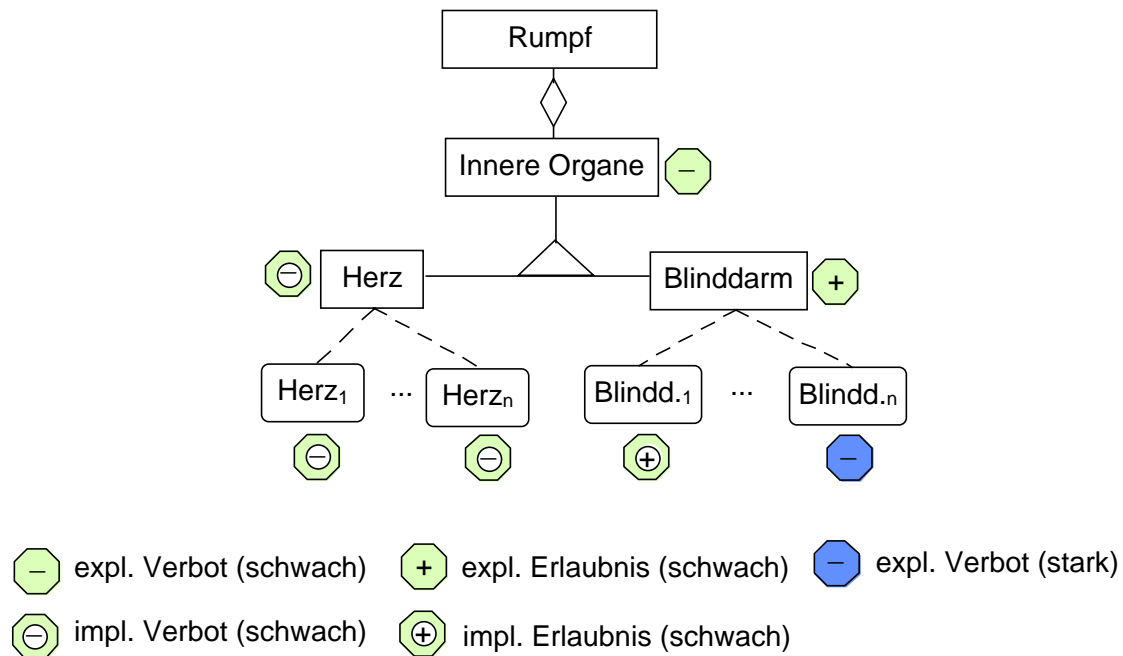 Rumpf
Innere Organe
−
−
Herz
Blinddarm
+
Herz1
...
Herzn
Blindd.1
...
Blindd.n
−
−
+
−
− expl. Verbot (schwach)
+ expl. Erlaubnis (schwach)
− expl. Verbot (stark)
− impl. Verbot (schwach)
+ impl. Erlaubnis (schwach)